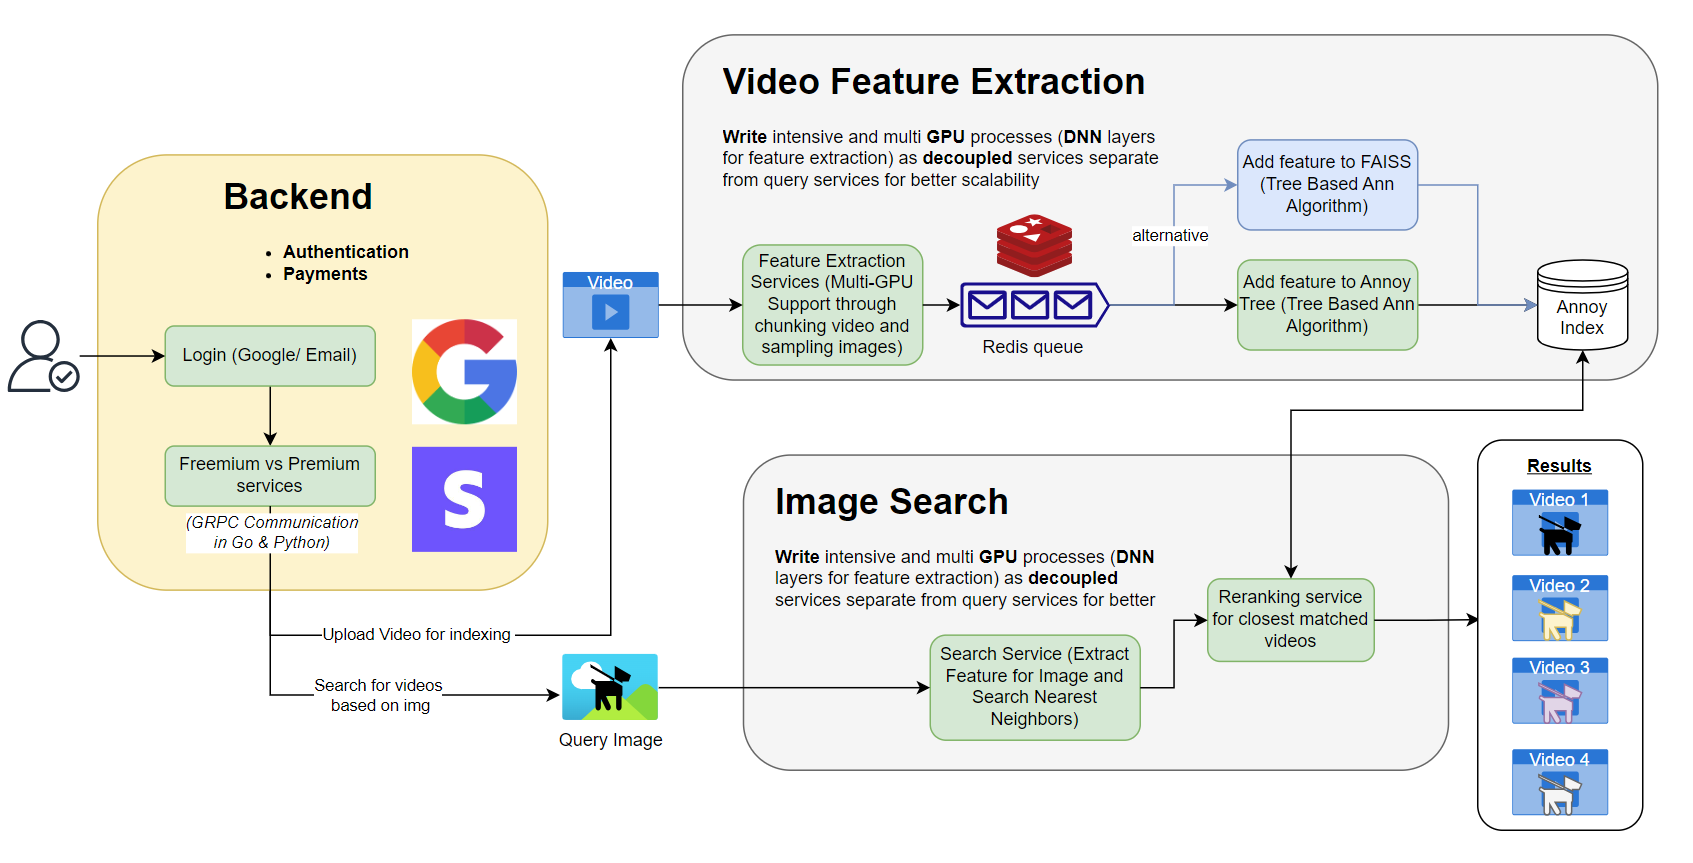 Video Feature Extraction
Write intensive and multi GPU processes (DNN layers
for feature extraction) as decoupled services separate
from query services for better scalability
Backend
Authentication
Payments
Login (Google/ Email)
Freemium vs Premium
services
(GRPC Communication
in Go & Python)
Upload Video for indexing
Search for videos
based on img
Video
Feature Extraction
Services (Multi-GPU
Support through
chunking video and
sampling images)
Redis queue
alternative
Add feature to FAISS
(Tree Based Ann
Algorithm)
Add feature to Annoy
Tree (Tree Based Ann
Algorithm)
Annoy
Index
Query Image
Image Search
Write intensive and multi GPU processes (DNN
layers for feature extraction) as decoupled
services separate from query services for better
Search Service (Extract
Feature for Image and
Search Nearest
Neighbors)
Reranking service
for closest matched
videos
Results
Video 1
Video 2
Video 3
Video 4